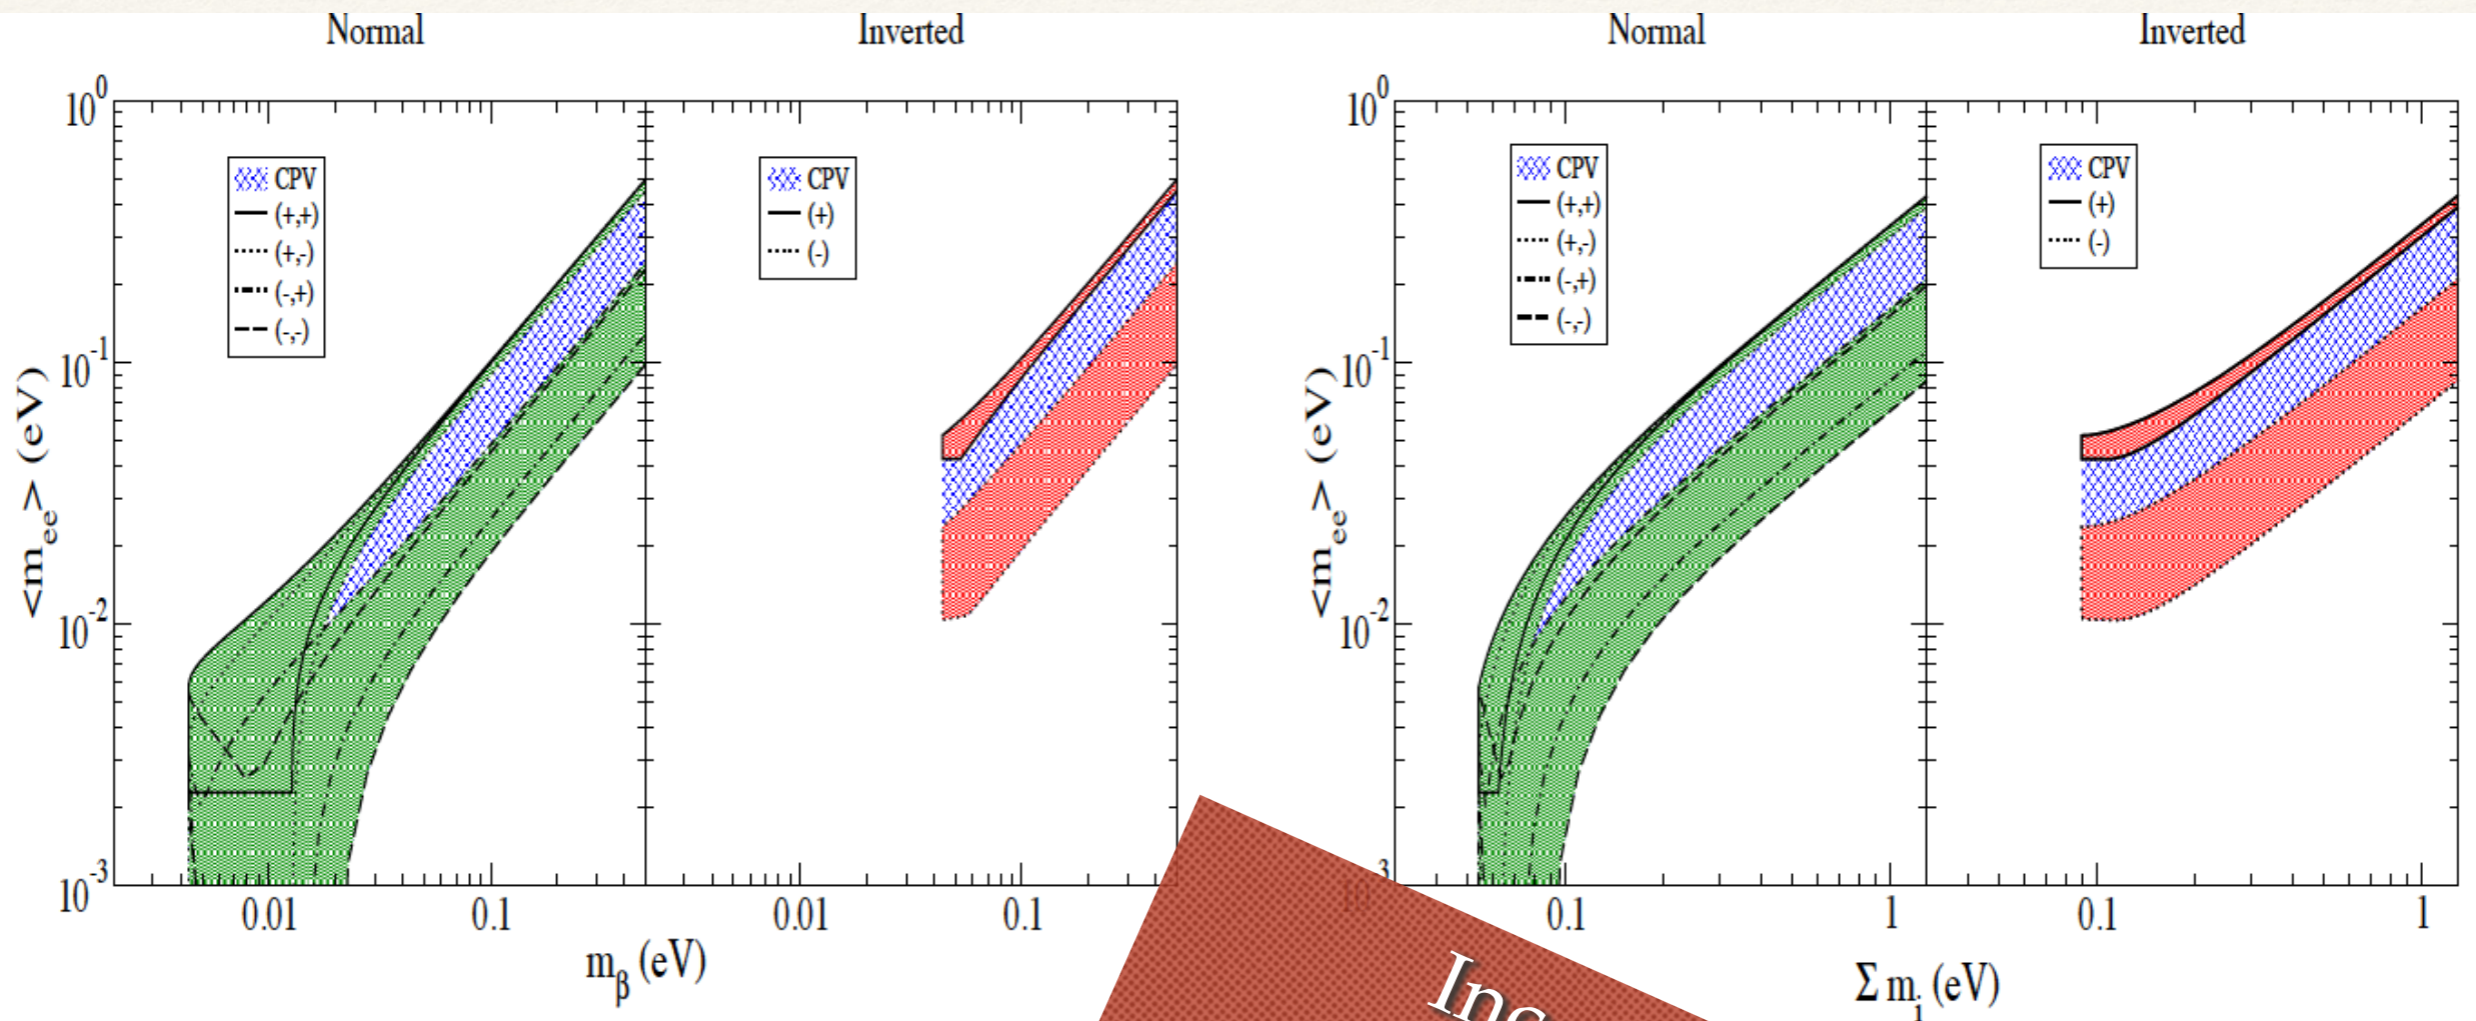 Normal Inverted Normal Inverted
10^0
10^-1
10^-2
10^-3
<m_ee> (eV)
CPV
(+,+)
(+,-)
(-,+)
(-,-)
CPV
(+)
(-)
0.01 0.1 0.01 0.1
m_β (eV)
10^0
10^-1
10^-2
<m_ee> (eV)
CPV
(+,+)
(+,-)
(-,+)
(-,-)
CPV
(+)
(-)
0.1 1 0.1 1
Σ m_i (eV)